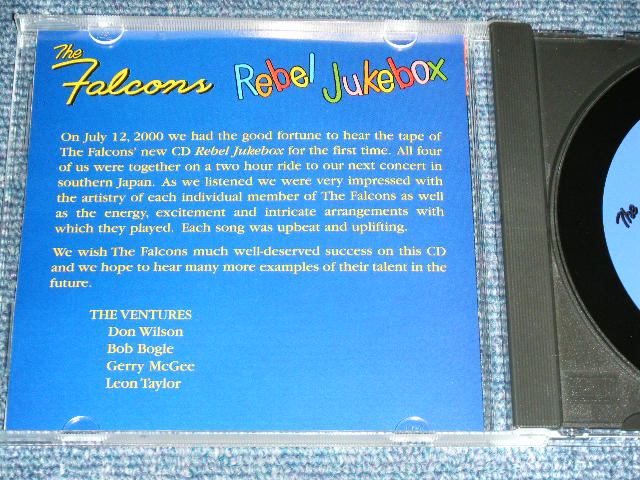 The Falcons Rebel Jukebox
On July 12, 2000 we had the good fortune to hear the tape of
The Falcons' new CD Rebel Jukebox for the first time. All four
of us were together on a two hour ride to our next concert in
southern Japan. As we listened we were very impressed with
the artistry of each individual member of The Falcons as well
as the energy, excitement and intricate arrangements with
which they played. Each song was upbeat and uplifting.
We wish The Falcons much well-deserved success on this CD
and we hope to hear many more examples of their talent in the
future.
THE VENTURES
Don Wilson
Bob Bogle
Gerry McGee
Leon Taylor
The